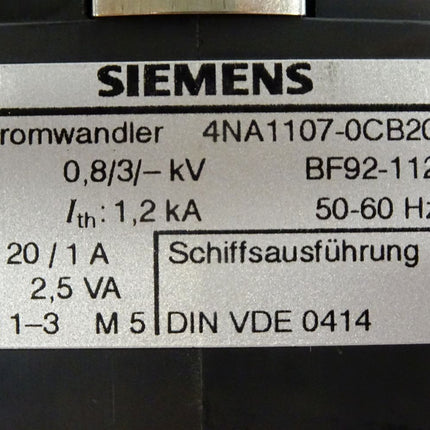 SIEMENS
romwandler 4NA1107-0CB20
0,8/3/– kV BF92-112
Ith: 1,2 kA 50-60 Hz
20 / 1 A Schiffsausführung
2,5 VA
1–3 M 5 DIN VDE 0414